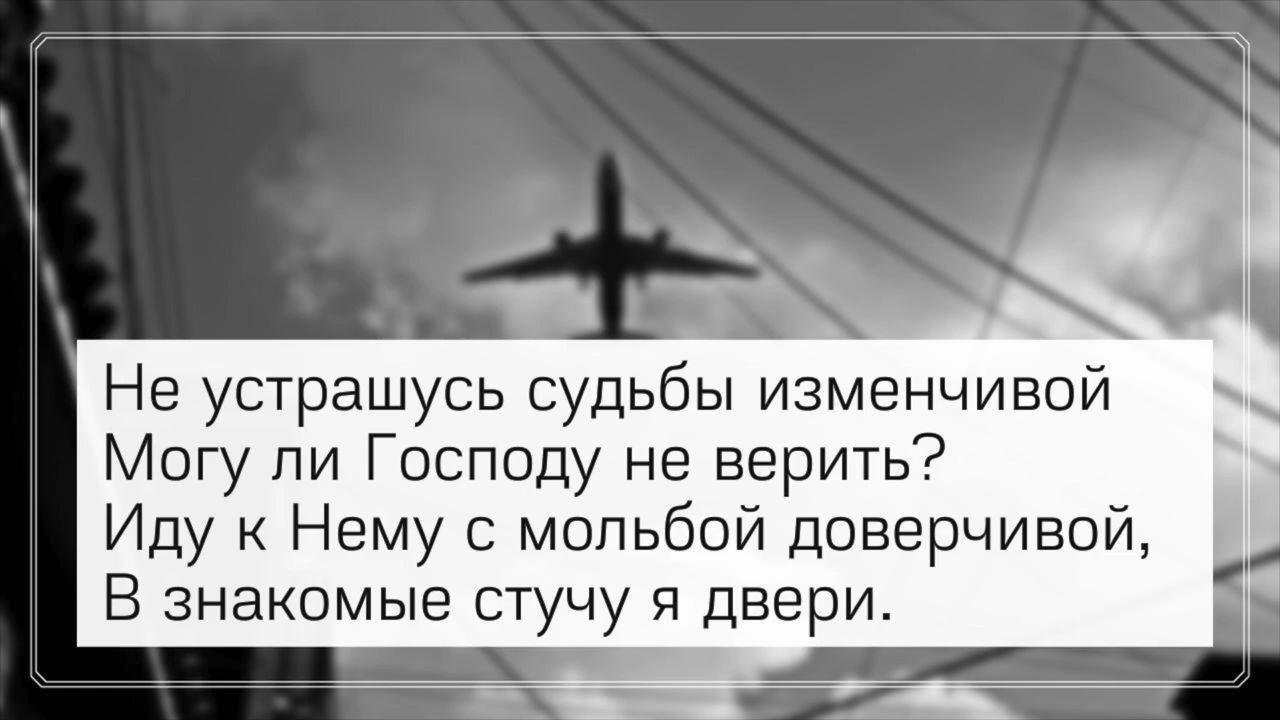 Не устрашусь судьбы изменчивой
Могу ли Господу не верить?
Иду к Нему с мольбой доверчивой,
В знакомые стучу я двери.